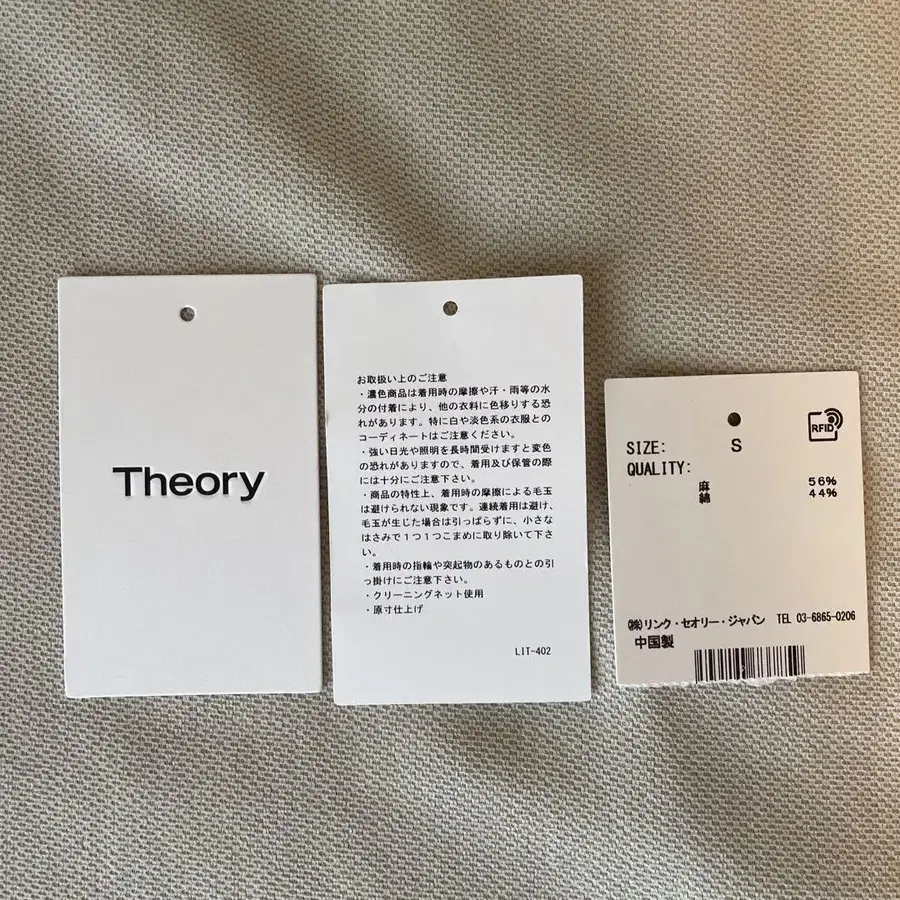 Theory
お取扱い上のご注意
・濃色商品は着用時の摩擦や汗・雨等の水
分の付着により、他の衣料に色移りする恐
れがあります。特に白や淡色系の衣服との
コーディネートはご注意ください。
・強い日光や照明を長時間受けますと変色
の恐れがありますので、着用及び保管の際
には十分にご注意下さい。
・商品の特性上、着用時の摩擦による毛玉
は避けられない現象です。連続着用は避け、
毛玉が生じた場合は引っぱらずに、小さな
はさみで1つ1つこまめに取り除いて下さ
い。
・着用時の指輪や突起物のあるものとの引
っ掛けにご注意下さい。
・クリーニングネット使用
・原寸仕上げ
LIT-402
RFID
SIZE: S
QUALITY:
麻 56%
綿 44%
㈱リンク・セオリー・ジャパン TEL 03-6865-0206
中国製